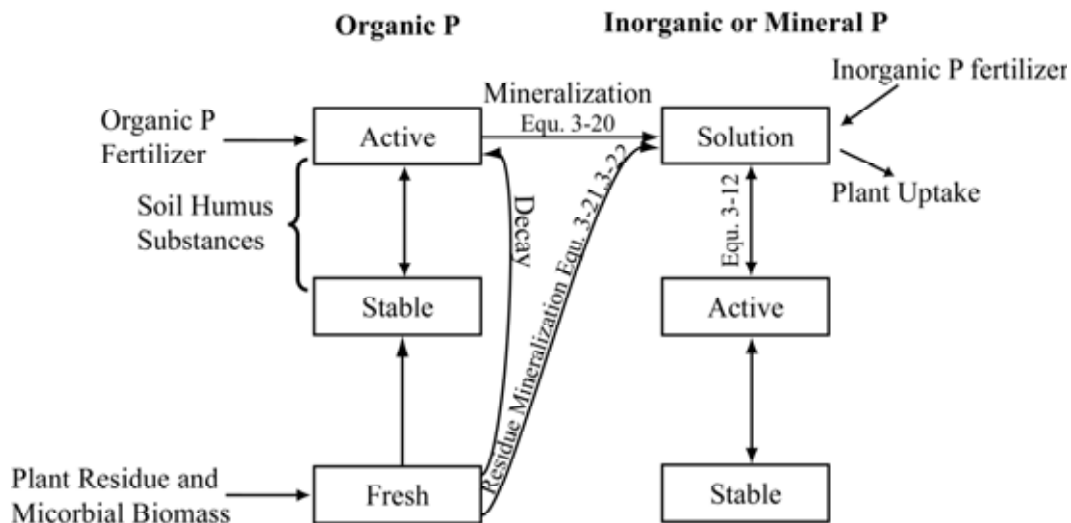 Organic P
Inorganic or Mineral P
Inorganic P fertilizer
Mineralization
Equ. 3-20
Organic P
Fertilizer
Active
Solution
Plant Uptake
Soil Humus
Substances
Decay
Residue Mineralization Equ. 3-21,3-22
Equ. 3-12
Stable
Active
Plant Residue and
Micorbial Biomass
Fresh
Stable